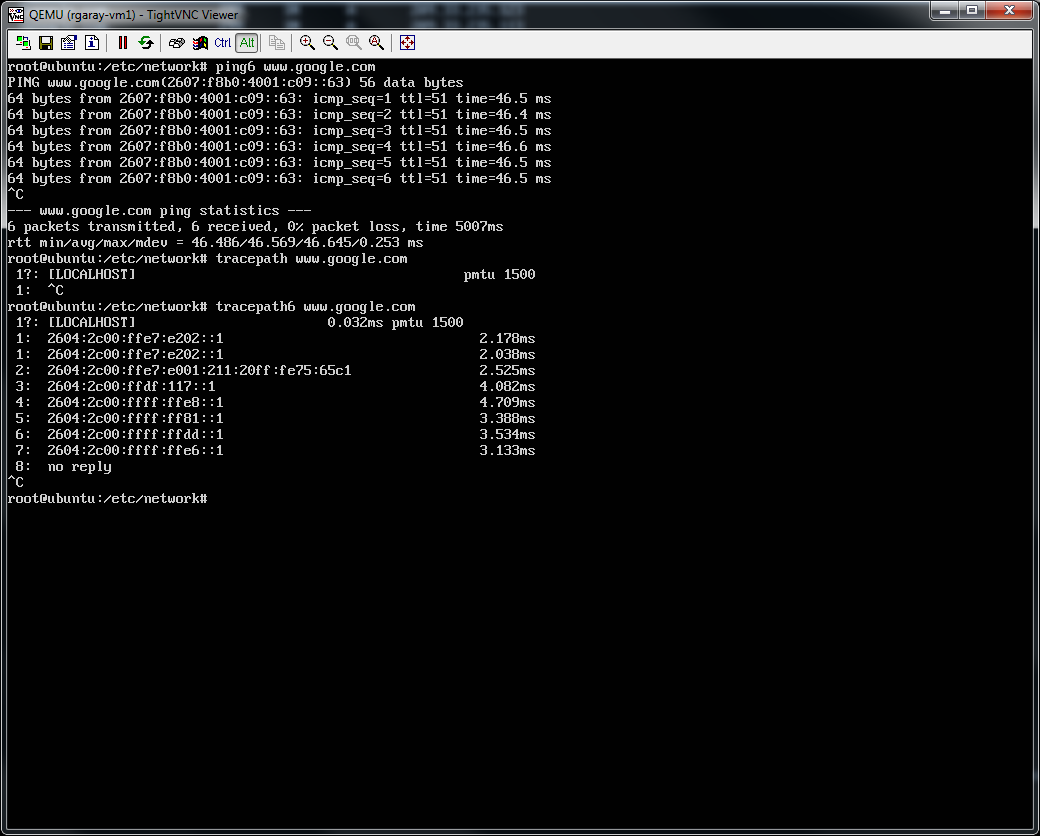 QEMU (rgaray-vm1) - TightVNC Viewer
Ctrl Alt
root@ubuntu:/etc/network# ping6 www.google.com
PING www.google.com(2607:f8b0:4001:c09::63) 56 data bytes
64 bytes from 2607:f8b0:4001:c09::63: icmp_seq=1 ttl=51 time=46.5 ms
64 bytes from 2607:f8b0:4001:c09::63: icmp_seq=2 ttl=51 time=46.4 ms
64 bytes from 2607:f8b0:4001:c09::63: icmp_seq=3 ttl=51 time=46.5 ms
64 bytes from 2607:f8b0:4001:c09::63: icmp_seq=4 ttl=51 time=46.6 ms
64 bytes from 2607:f8b0:4001:c09::63: icmp_seq=5 ttl=51 time=46.5 ms
64 bytes from 2607:f8b0:4001:c09::63: icmp_seq=6 ttl=51 time=46.5 ms
^C
--- www.google.com ping statistics ---
6 packets transmitted, 6 received, 0% packet loss, time 5007ms
rtt min/avg/max/mdev = 46.486/46.569/46.645/0.253 ms
root@ubuntu:/etc/network# tracepath www.google.com
1?: [LOCALHOST] pmtu 1500
1: ^C
root@ubuntu:/etc/network# tracepath6 www.google.com
1?: [LOCALHOST] 0.032ms pmtu 1500
1: 2604:2c00:ffe7:e202::1 2.178ms
1: 2604:2c00:ffe7:e202::1 2.038ms
2: 2604:2c00:ffe7:e001:211:20ff:fe75:65c1 2.525ms
3: 2604:2c00:ffdf:117::1 4.082ms
4: 2604:2c00:ffff:ffe8::1 4.709ms
5: 2604:2c00:ffff:ff81::1 3.388ms
6: 2604:2c00:ffff:ffdd::1 3.534ms
7: 2604:2c00:ffff:ffe6::1 3.133ms
8: no reply
^C
root@ubuntu:/etc/network#